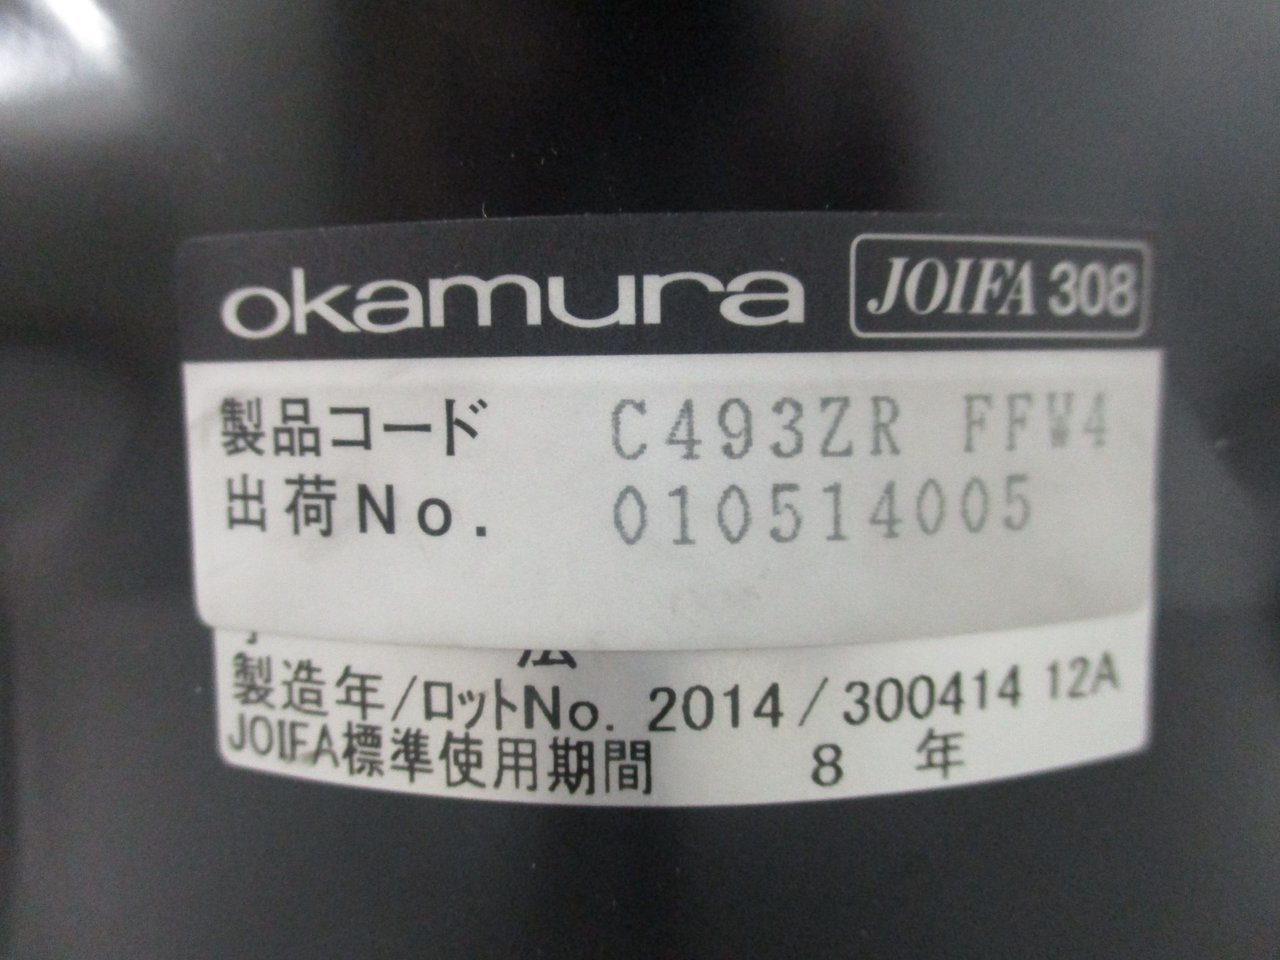 okamura JOIFA 308
製品コード C493ZR FFW4
出荷No. 010514005
法
製造年/ロットNo. 2014/300414 12A
JOIFA標準使用期間 8 年